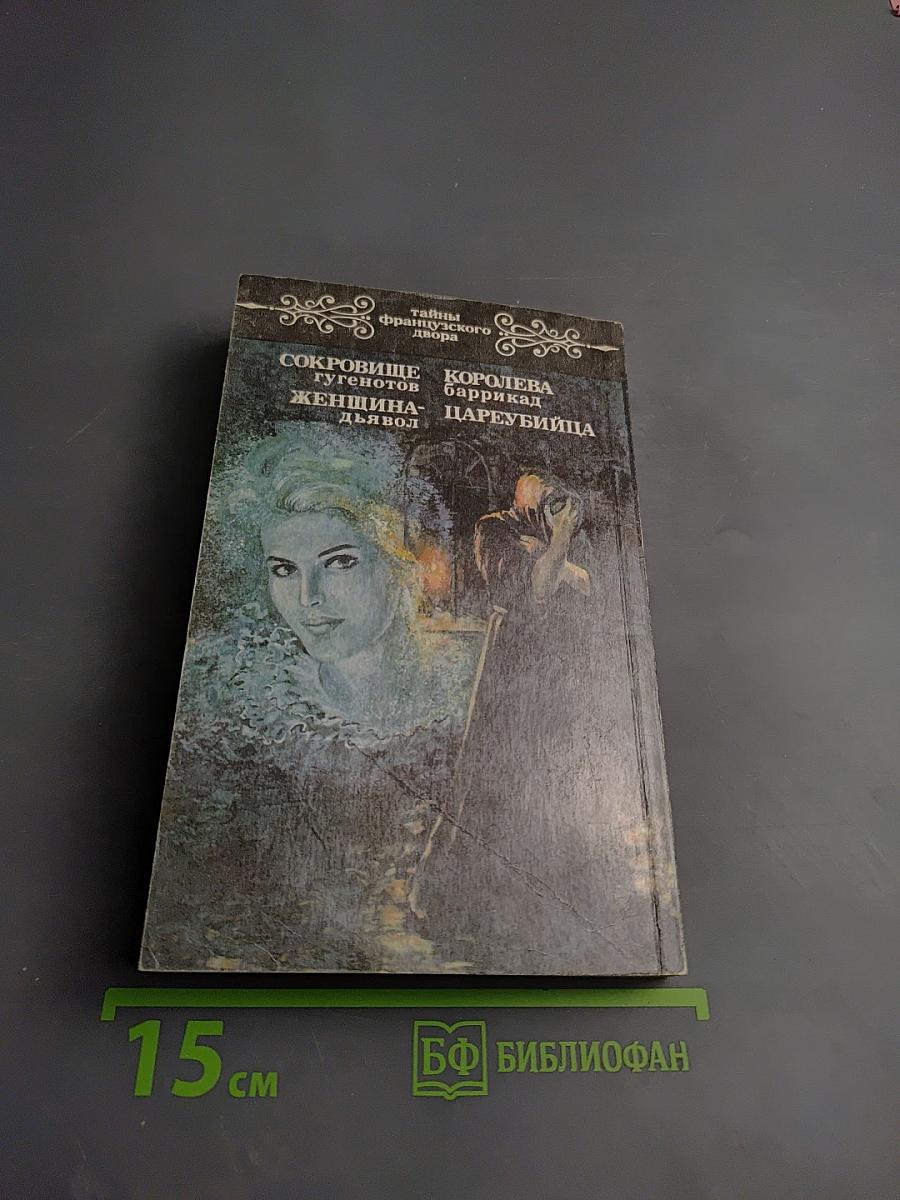 тайны
французского
двора
СОКРОВИЩЕ
гугенотов
ЖЕНЩИНА-
дьявол
КОРОЛЕВА
баррикад
ЦАРЕУБИЙЦА
15 см
БФ БИБЛИОФАН